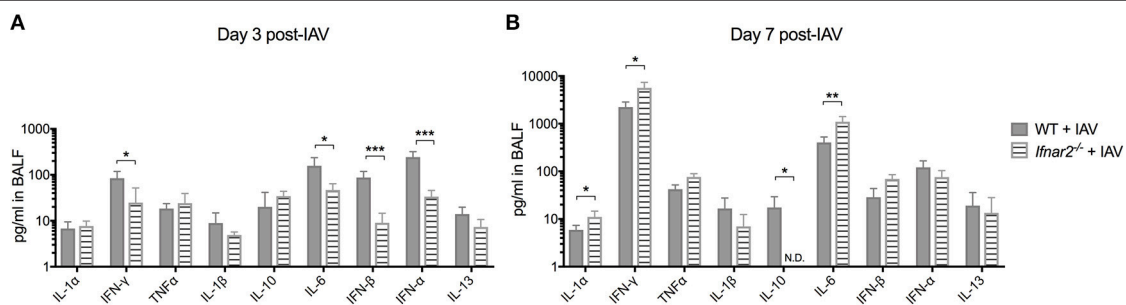 A
Day 3 post-IAV
pg/ml in BALF
1000
100
10
1
*
*
***
***
IL-1α
IFN-γ
TNFα
IL-1β
IL-10
IL-6
IFN-β
IFN-α
IL-13
B
Day 7 post-IAV
pg/ml in BALF
10000
1000
100
10
1
*
*
*
**
N.D.
IL-1α
IFN-γ
TNFα
IL-1β
IL-10
IL-6
IFN-β
IFN-α
IL-13
WT + IAV
Ifnar2-/- + IAV